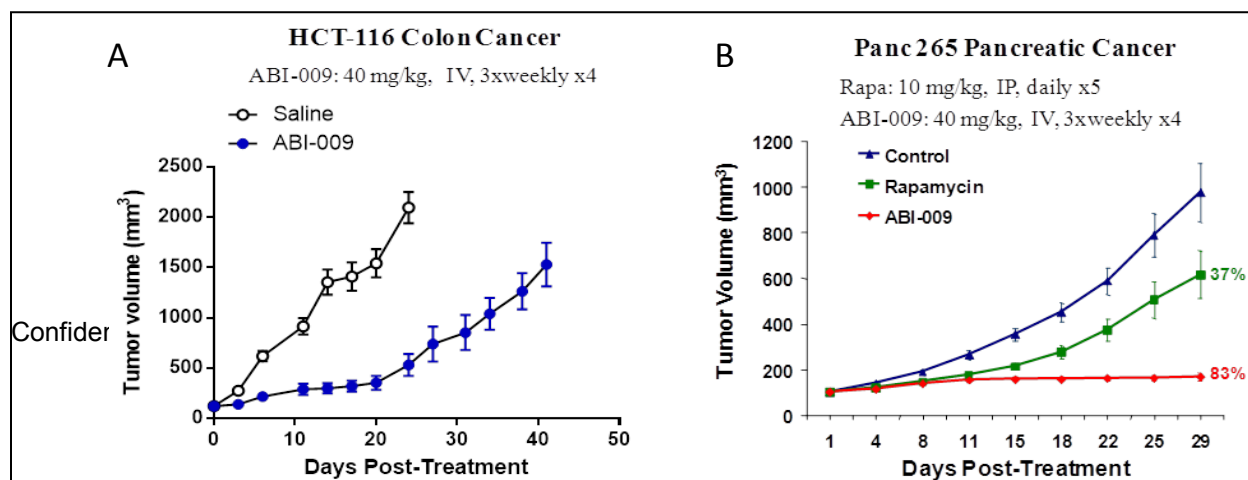 A
HCT-116 Colon Cancer
ABI-009: 40 mg/kg, IV, 3xweekly x4
Saline
ABI-009
Tumor volume (mm³)
2500
2000
1500
1000
500
0
0 10 20 30 40 50
Days Post-Treatment
Confider
B
Panc 265 Pancreatic Cancer
Rapa: 10 mg/kg, IP, daily x5
ABI-009: 40 mg/kg, IV, 3xweekly x4
Control
Rapamycin
ABI-009
Tumor Volume (mm³)
1200
1000
800
600
400
200
0
37%
83%
1 4 8 11 15 18 22 25 29
Days Post-Treatment